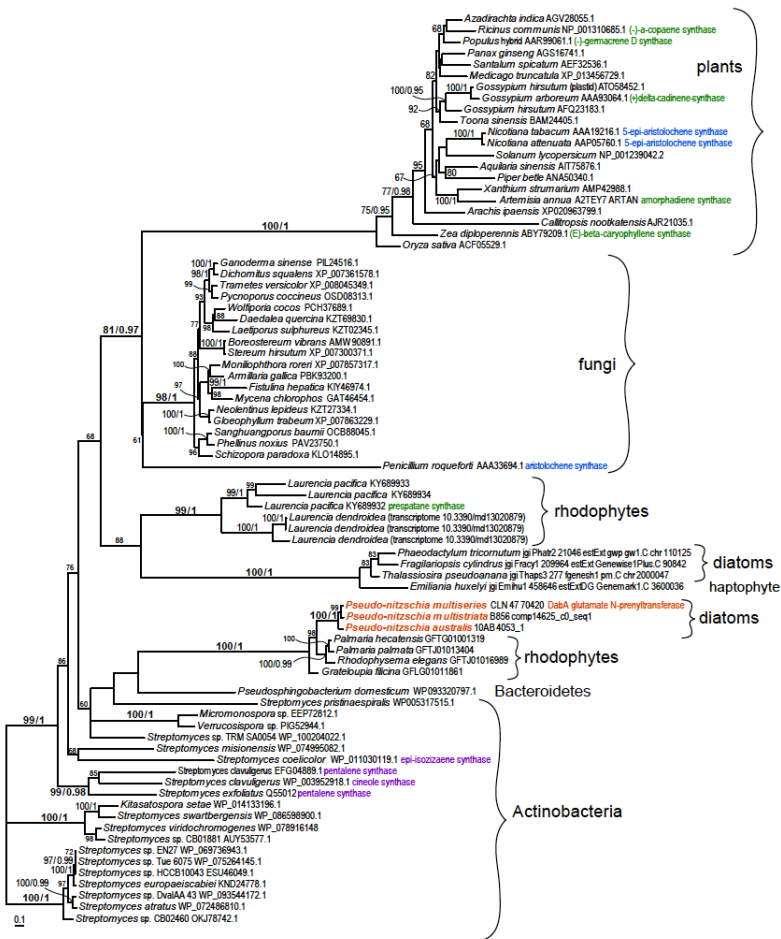 Azadirachta indica AGV28055.1
68
Ricinus communis NP_001310685.1 (-)-a-copaene synthase
Populus hybrid AAR99061.1 (-)-germacrene D synthase
Panax ginseng AGS16741.1
Santalum spicatum AEF32536.1
plants
82
Medicago truncatula XP_013456729.1
100/0.95
100/1
Gossypium hirsutum (plastid) ATO58452.1
Gossypium arboreum AAA93064.1 (+)delta-cadinene-synthase
92
Gossypium hirsutum AFQ23183.1
68
Toona sinensis BAM24405.1
100/1
Nicotiana tabacum AAA19216.1 5-epi-aristolochene synthase
Nicotiana attenuata AAP05760.1 5-epi-aristolochene synthase
Solanum lycopersicum NP_001239042.2
95
Aquilaria sinensis AIT75876.1
67
80
Piper betle ANA50340.1
77/0.98
Xanthium strumarium AMP42988.1
100/1
Artemisia annua A2TEY7 ARTAN amorphadiene synthase
75/0.95
Arachis ipaensis XP020963799.1
Callitropsis nootkatensis AJR21035.1
100/1
Zea diploperennis ABY79209.1 (E)-beta-caryophyllene synthase
Oryza sativa ACF05529.1
100/1
Ganoderma sinense PIL24516.1
98/1
Dichomitus squalens XP_007361578.1
99
Trametes versicolor XP_008045349.1
93
Pycnoporus coccineus OSD08313.1
Wolfiporia cocos PCH37689.1
88
Daedalea quercina KZT69830.1
77
98
Laetiporus sulphureus KZT02345.1
81/0.97
100/1
Boreostereum vibrans AMW90891.1
88
Stereum hirsutum XP_007300371.1
fungi
100
Moniliophthora roreri XP_007857317.1
Armillaria gallica PBK93200.1
97
99/1
Fistulina hepatica KIY46974.1
98/1
98
Mycena chlorophos GAT46454.1
Neolentinus lepideus KZT27334.1
100/1
Gloeophyllum trabeum XP_007863229.1
Sanghuangporus baumii OCB88045.1
100/1
Phellinus noxius PAV23750.1
68
61
96
Schizopora paradoxa KLO14895.1
Penicillium roqueforti AAA33694.1 aristolochene synthase
99
Laurencia pacifica KY689933
99/1
Laurencia pacifica KY689934
99/1
Laurencia pacifica KY689932 prespatane synthase
rhodophytes
100/1
Laurencia dendroidea (transcriptome 10.3390/md13020879)
100/1
Laurencia dendroidea (transcriptome 10.3390/md13020879)
Laurencia dendroidea (transcriptome 10.3390/md13020879)
88
83
Phaeodactylum tricornutum jgi Phatr2 21046 estExt gwp gw1.C chr 110125
83
Fragilariopsis cylindrus jgi Fracy1 209964 estExt Genewise1Plus.C 90842
diatoms
100/1
Thalassiosira pseudoanana jgi Thaps3 277 fgenesh1 pm.C chr 2000047
Emiliania huxelyi jgi Emihu1 458646 estExtDG Genemark1.C 3600036
haptophyte
76
99
Pseudo-nitzschia multiseries CLN 47 70420 DabA glutamate N-prenyltransferase
100/1
Pseudo-nitzschia multistriata B856 comp14625_c0_seq1
diatoms
Pseudo-nitzschia australis 10AB 4053_1
98
100
Palmaria hecatensis GFTG01001319
100/1
Palmaria palmata GFTJ01013404
100/0.99
Rhodophysema elegans GFTJ01016989
rhodophytes
86
Grateloupia filicina GFLG01011861
Pseudosphingobacterium domesticum WP093320797.1
Bacteroidetes
60
Streptomyces pristinaespiralis WP005317515.1
100/1
Micromonospora sp. EEP72812.1
99/1
Verrucosispora sp. PIG52944.1
Streptomyces sp. TRM SA0054 WP_100204022.1
68
Streptomyces misionensis WP_074995082.1
Streptomyces coelicolor WP_011030119.1 epi-isozizaene synthase
85
Streptomyces clavuligerus EFG04889.1 pentalene synthase
Streptomyces clavuligerus WP_003952918.1 cineole synthase
99/0.98
Streptomyces exfoliatus Q55012 pentalene synthase
Kitasatospora setae WP_014133196.1
100/1
Streptomyces swartbergensis WP_086598900.1
Actinobacteria
100/1
Streptomyces viridochromogenes WP_078916148
98
Streptomyces sp. CB01881 AUY53577.1
72
Streptomyces sp. EN27 WP_069736943.1
97/0.99
Streptomyces sp. Tue 6075 WP_075264145.1
100/1
Streptomyces sp. HCCB10043 ESU46049.1
100/0.99
Streptomyces europaeiscabiei KND24778.1
97
Streptomyces sp. DvalAA 43 WP_093544172.1
100/1
Streptomyces atratus WP_072486810.1
Streptomyces sp. CB02460 OKJ78742.1
0.1